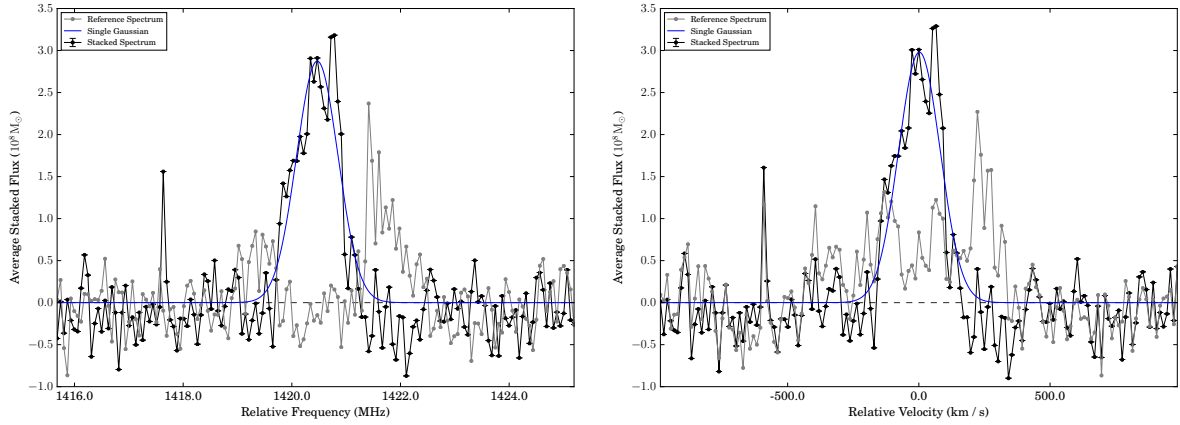 Reference Spectrum
Single Gaussian
Stacked Spectrum
Average Stacked Flux (10⁸ M⊙)
3.5
3.0
2.5
2.0
1.5
1.0
0.5
0.0
−0.5
−1.0
1416.0 1418.0 1420.0 1422.0 1424.0
Relative Frequency (MHz)
Reference Spectrum
Single Gaussian
Stacked Spectrum
Average Stacked Flux (10⁸ M⊙)
3.5
3.0
2.5
2.0
1.5
1.0
0.5
0.0
−0.5
−1.0
-500.0 0.0 500.0
Relative Velocity (km / s)